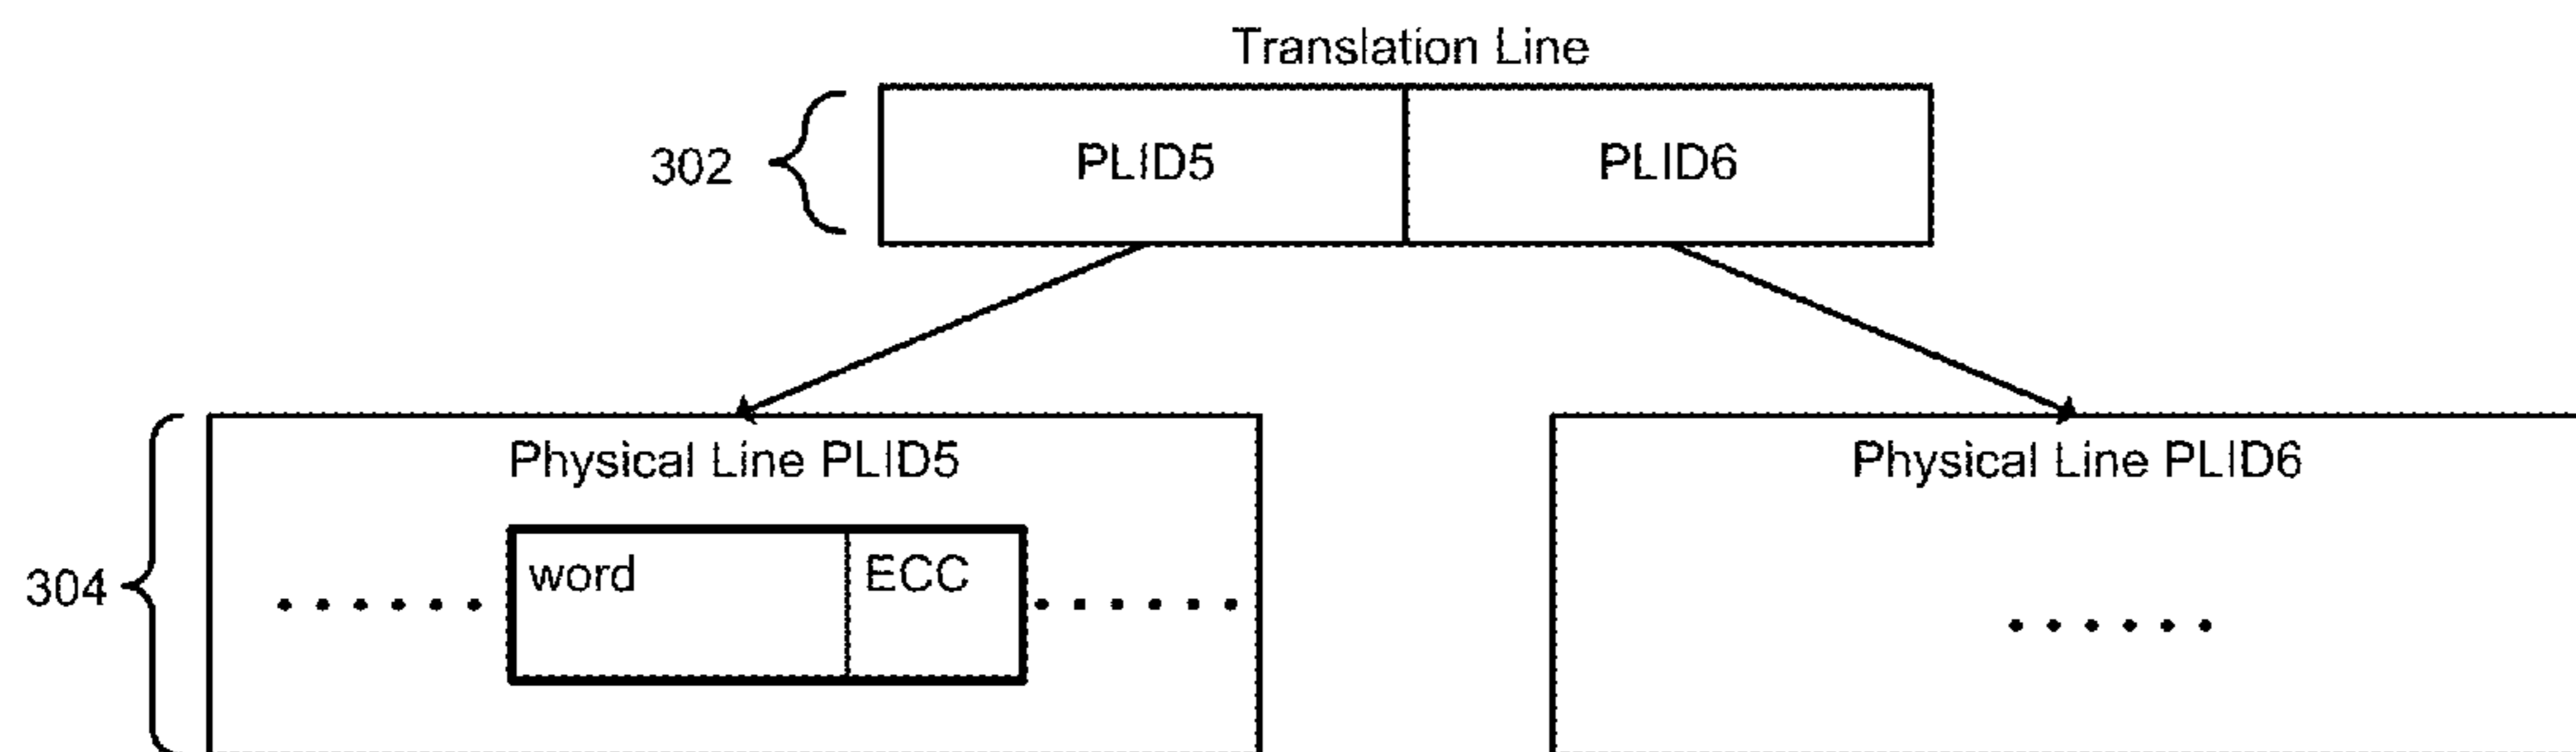 Translation Line
302
PLID5 PLID6
Physical Line PLID5 Physical Line PLID6
304
word ECC